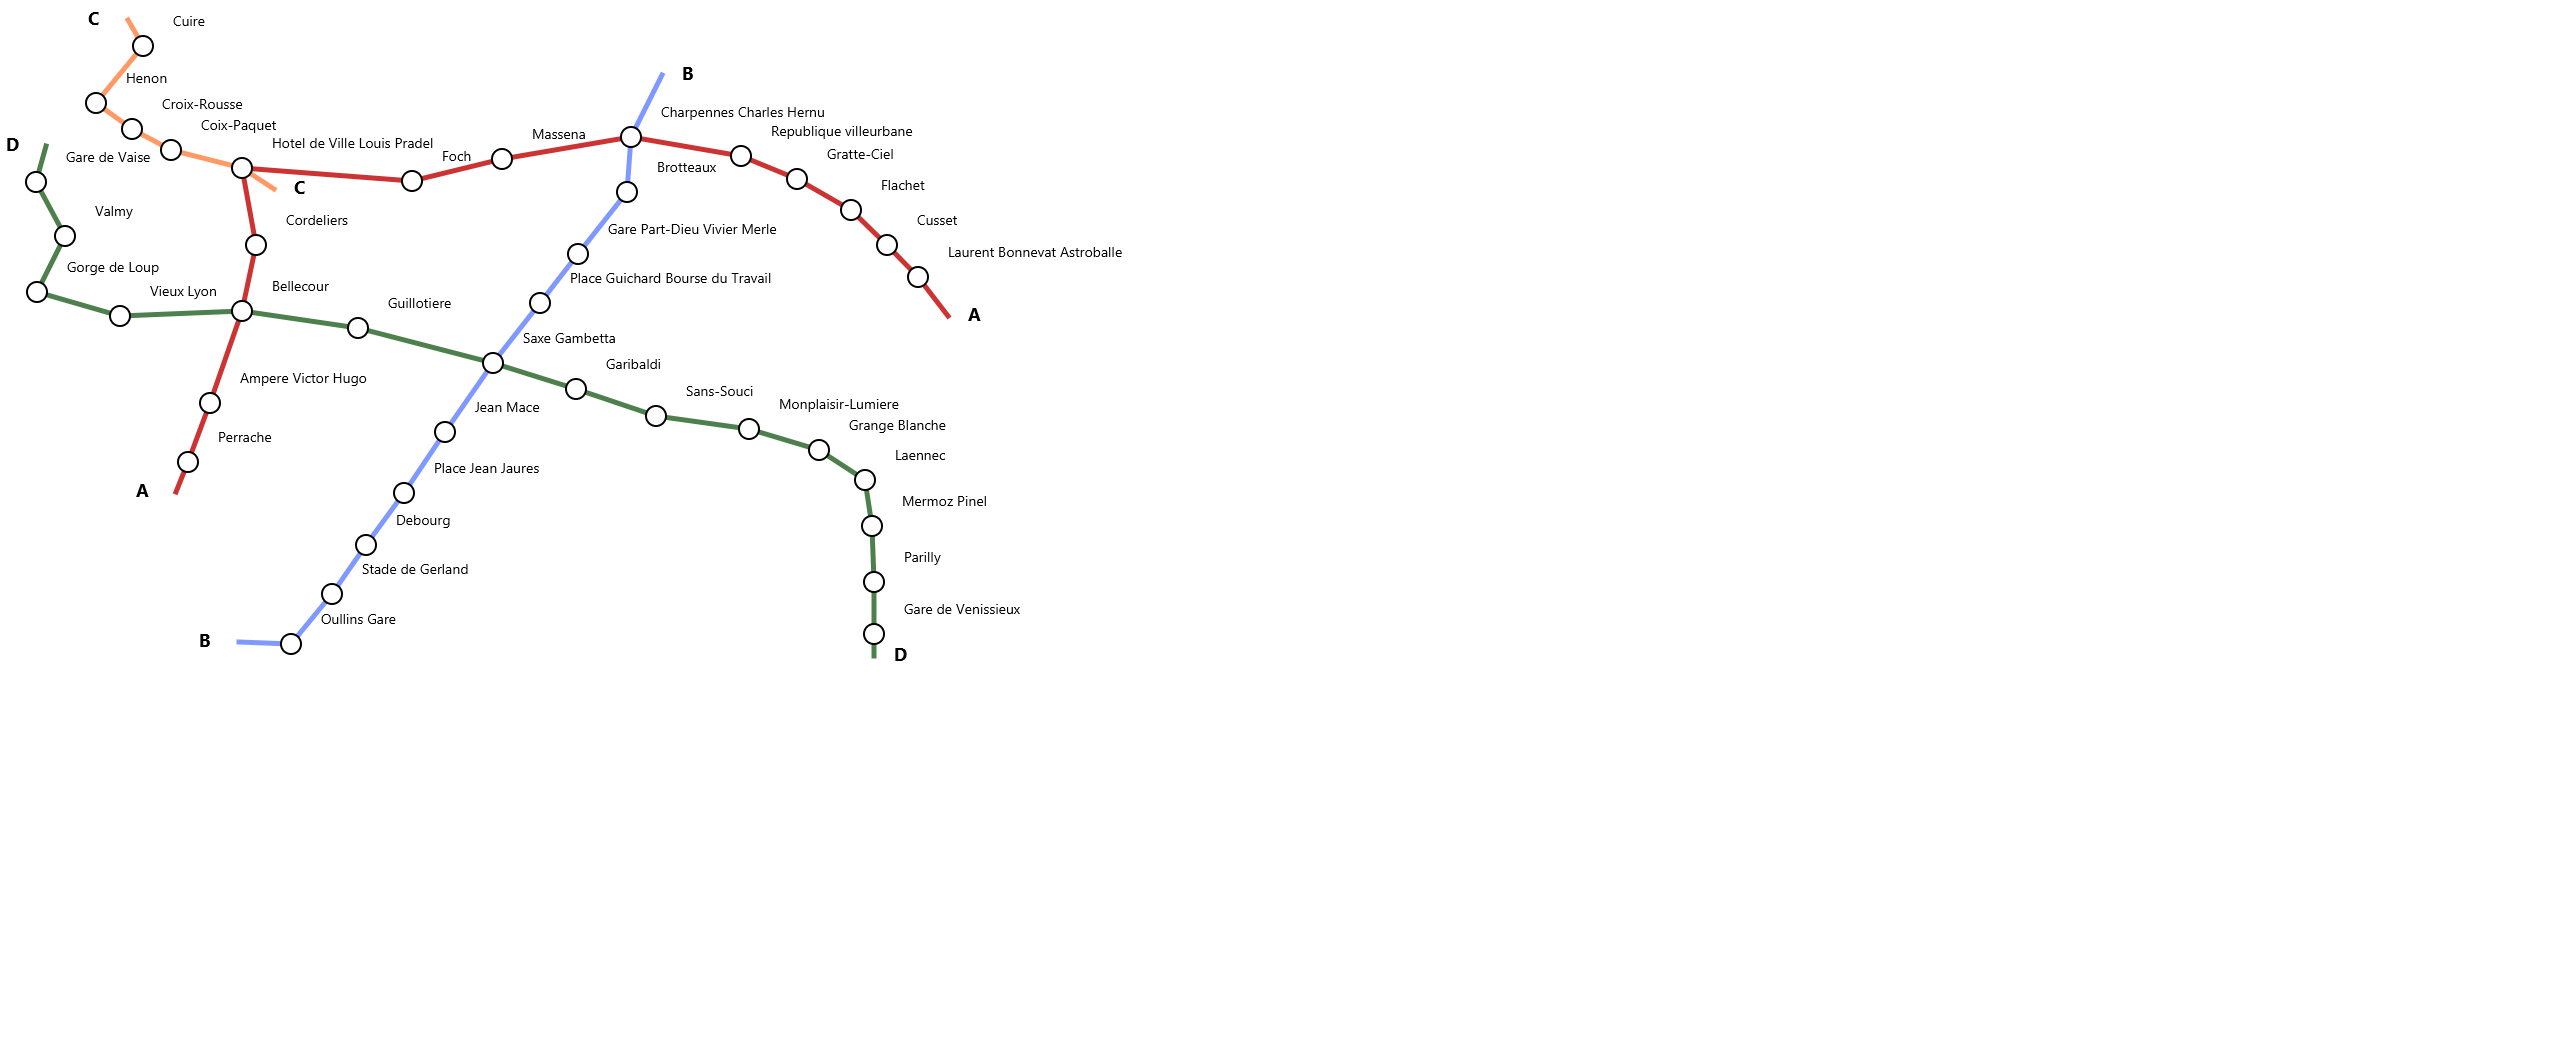 C
Cuire
B
Henon
Croix-Rousse
Charpennes Charles Hernu
Coix-Paquet
Massena
Republique villeurbane
D
Hotel de Ville Louis Pradel
Gare de Vaise
Foch
Gratte-Ciel
Brotteaux
C
Flachet
Valmy
Cordeliers
Cusset
Gare Part-Dieu Vivier Merle
Laurent Bonnevat Astroballe
Gorge de Loup
Place Guichard Bourse du Travail
Vieux Lyon
Bellecour
Guillotiere
A
Saxe Gambetta
Garibaldi
Ampere Victor Hugo
Sans-Souci
Monplaisir-Lumiere
Jean Mace
Grange Blanche
Perrache
Laennec
Place Jean Jaures
A
Mermoz Pinel
Debourg
Parilly
Stade de Gerland
Gare de Venissieux
Oullins Gare
B
D